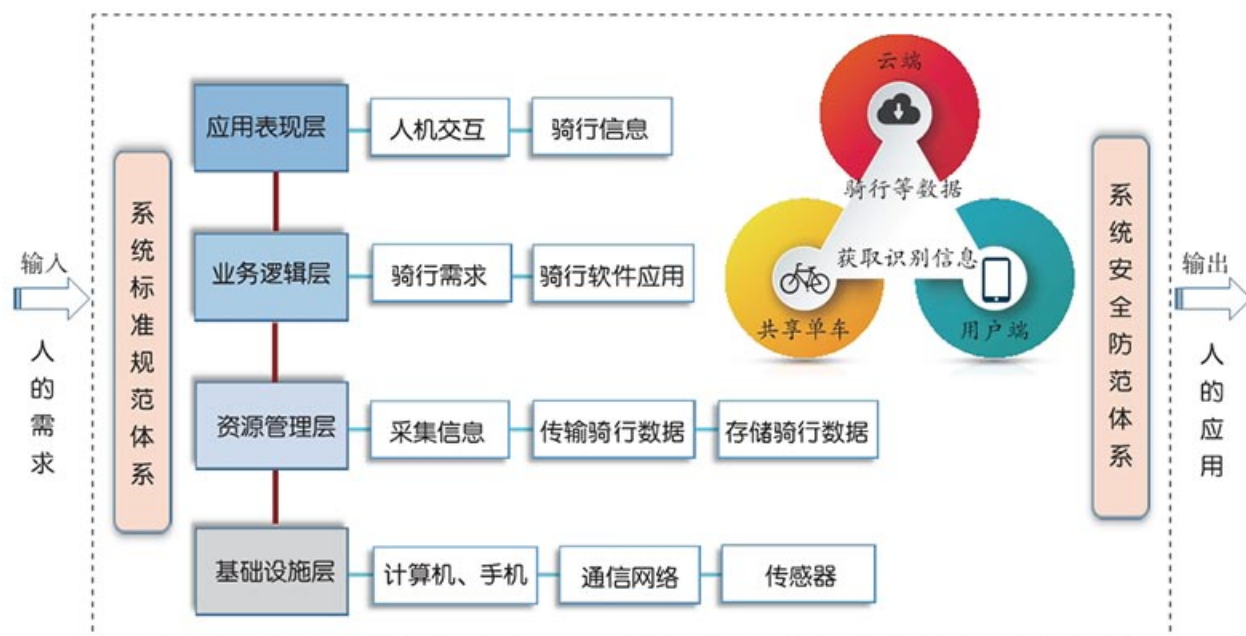 输入
人的需求
系统标准规范体系
应用表现层
人机交互
骑行信息
业务逻辑层
骑行需求
骑行软件应用
资源管理层
采集信息
传输骑行数据
存储骑行数据
基础设施层
计算机、手机
通信网络
传感器
云端
骑行等数据
获取识别信息
共享单车
用户端
系统安全防范体系
输出
人的应用